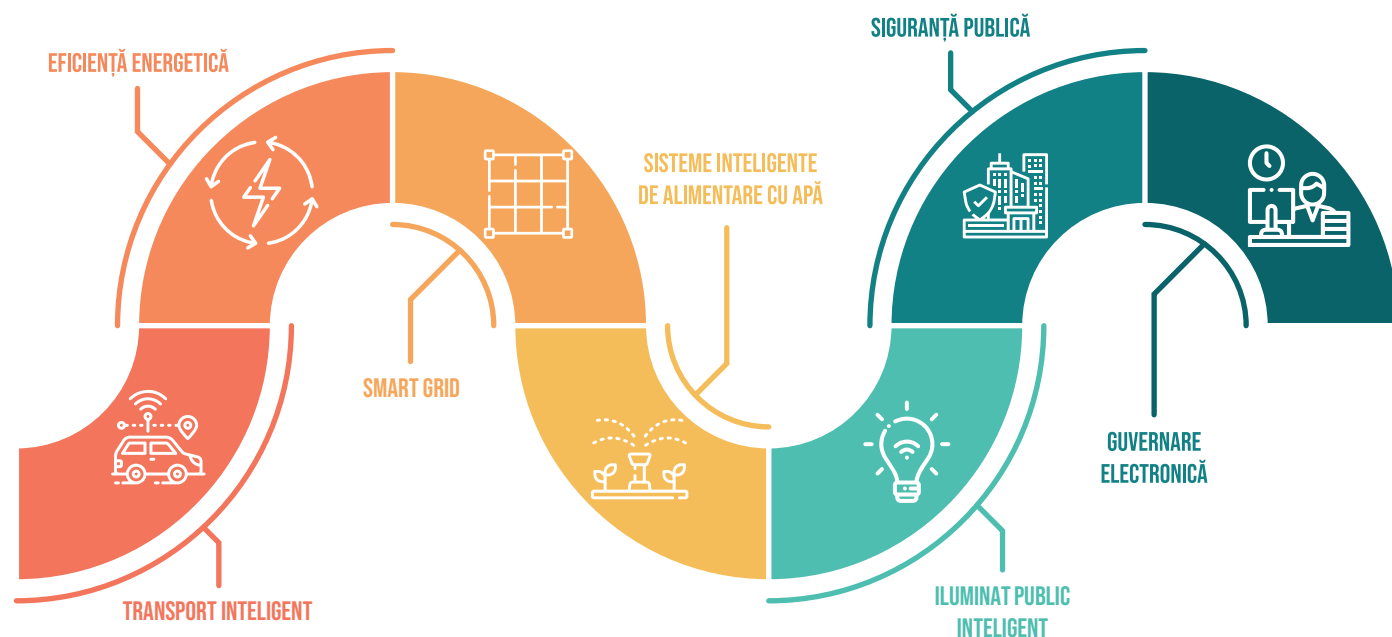 SIGURANȚĂ PUBLICĂ
EFICIENȚĂ ENERGETICĂ
SISTEME INTELIGENTE
DE ALIMENTARE CU APĂ
SMART GRID
GUVERNARE
ELECTRONICĂ
TRANSPORT INTELIGENT
ILUMINAT PUBLIC
INTELIGENT